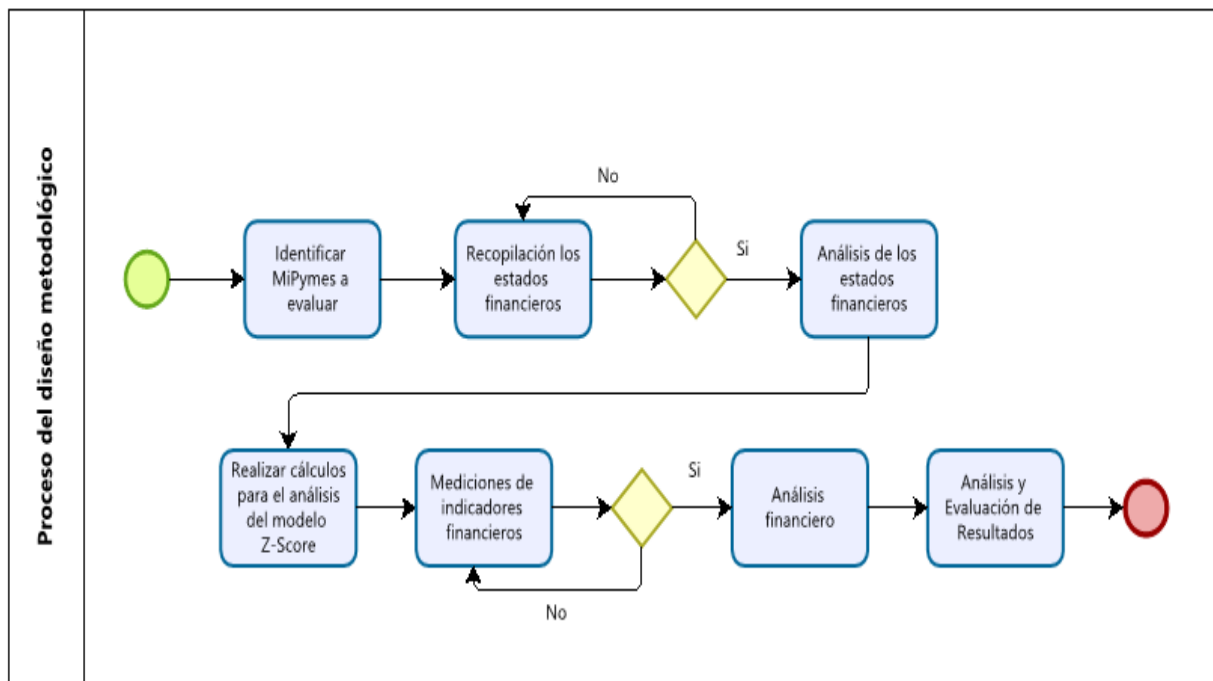 Proceso del diseño metodológico
No
Identificar
MiPymes a
evaluar
Recopilación los
estados
financieros
Si
Análisis de los
estados
financieros
Realizar cálculos
para el análisis
del modelo
Z-Score
Mediciones de
indicadores
financieros
Si
Análisis
financiero
Análisis y
Evaluación de
Resultados
No